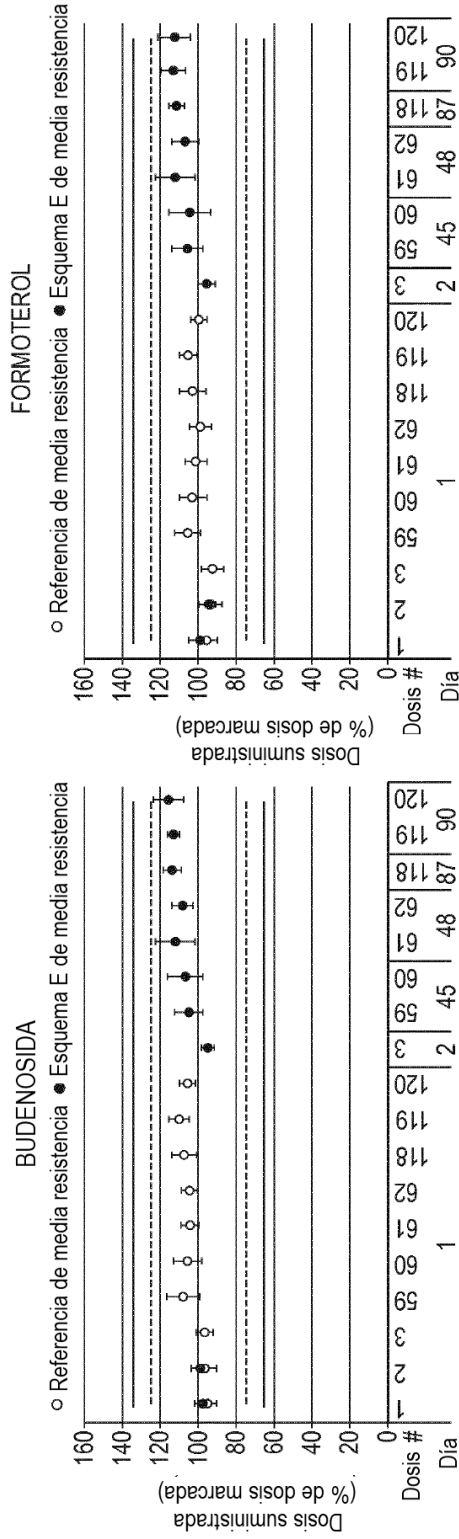 BUDENOSIDA
○ Referencia de media resistencia ● Esquema E de media resistencia
Dosis suministrada
(% de dosis marcada)
160
140
120
100
80
60
40
20
0
Dosis # 1 2 3 59 60 61 62 118 119 120 3 59 60 61 62 118 119 120
Día 1 2 45 48 87 90
FORMOTEROL
○ Referencia de media resistencia ● Esquema E de media resistencia
Dosis suministrada
(% de dosis marcada)
160
140
120
100
80
60
40
20
0
Dosis # 1 2 3 59 60 61 62 118 119 120 3 59 60 61 62 118 119 120
Día 1 2 45 48 87 90